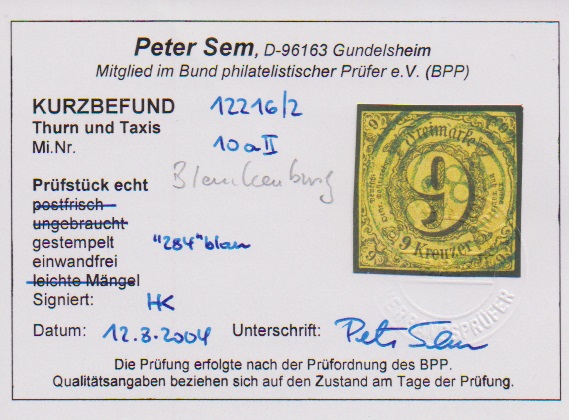 Peter Sem, D-96163 Gundelsheim
Mitglied im Bund philatelistischer Prüfer e.V. (BPP)
KURZBEFUND 12216/2
Thurn und Taxis
Mi.Nr. 10aII
Blankenburg
Prüfstück echt
postfrisch
ungebraucht
gestempelt "284" blau
einwandfrei
leichte Mängel
Signiert: HK
Datum: 12.3.2004 Unterschrift: Peter Sem
Freimarke
9
9 Kreuzer
Die Prüfung erfolgte nach der Prüfordnung des BPP.
Qualitätsangaben beziehen sich auf den Zustand am Tage der Prüfung.